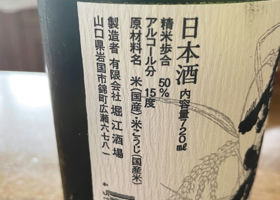 日本酒 内容量720ml
精米歩合 50%
アルコール分 15度
原材料名 米(国産)・米こうじ(国産米)
製造者 有限会社 堀江酒場
山口県岩国市錦町広瀬六七八一